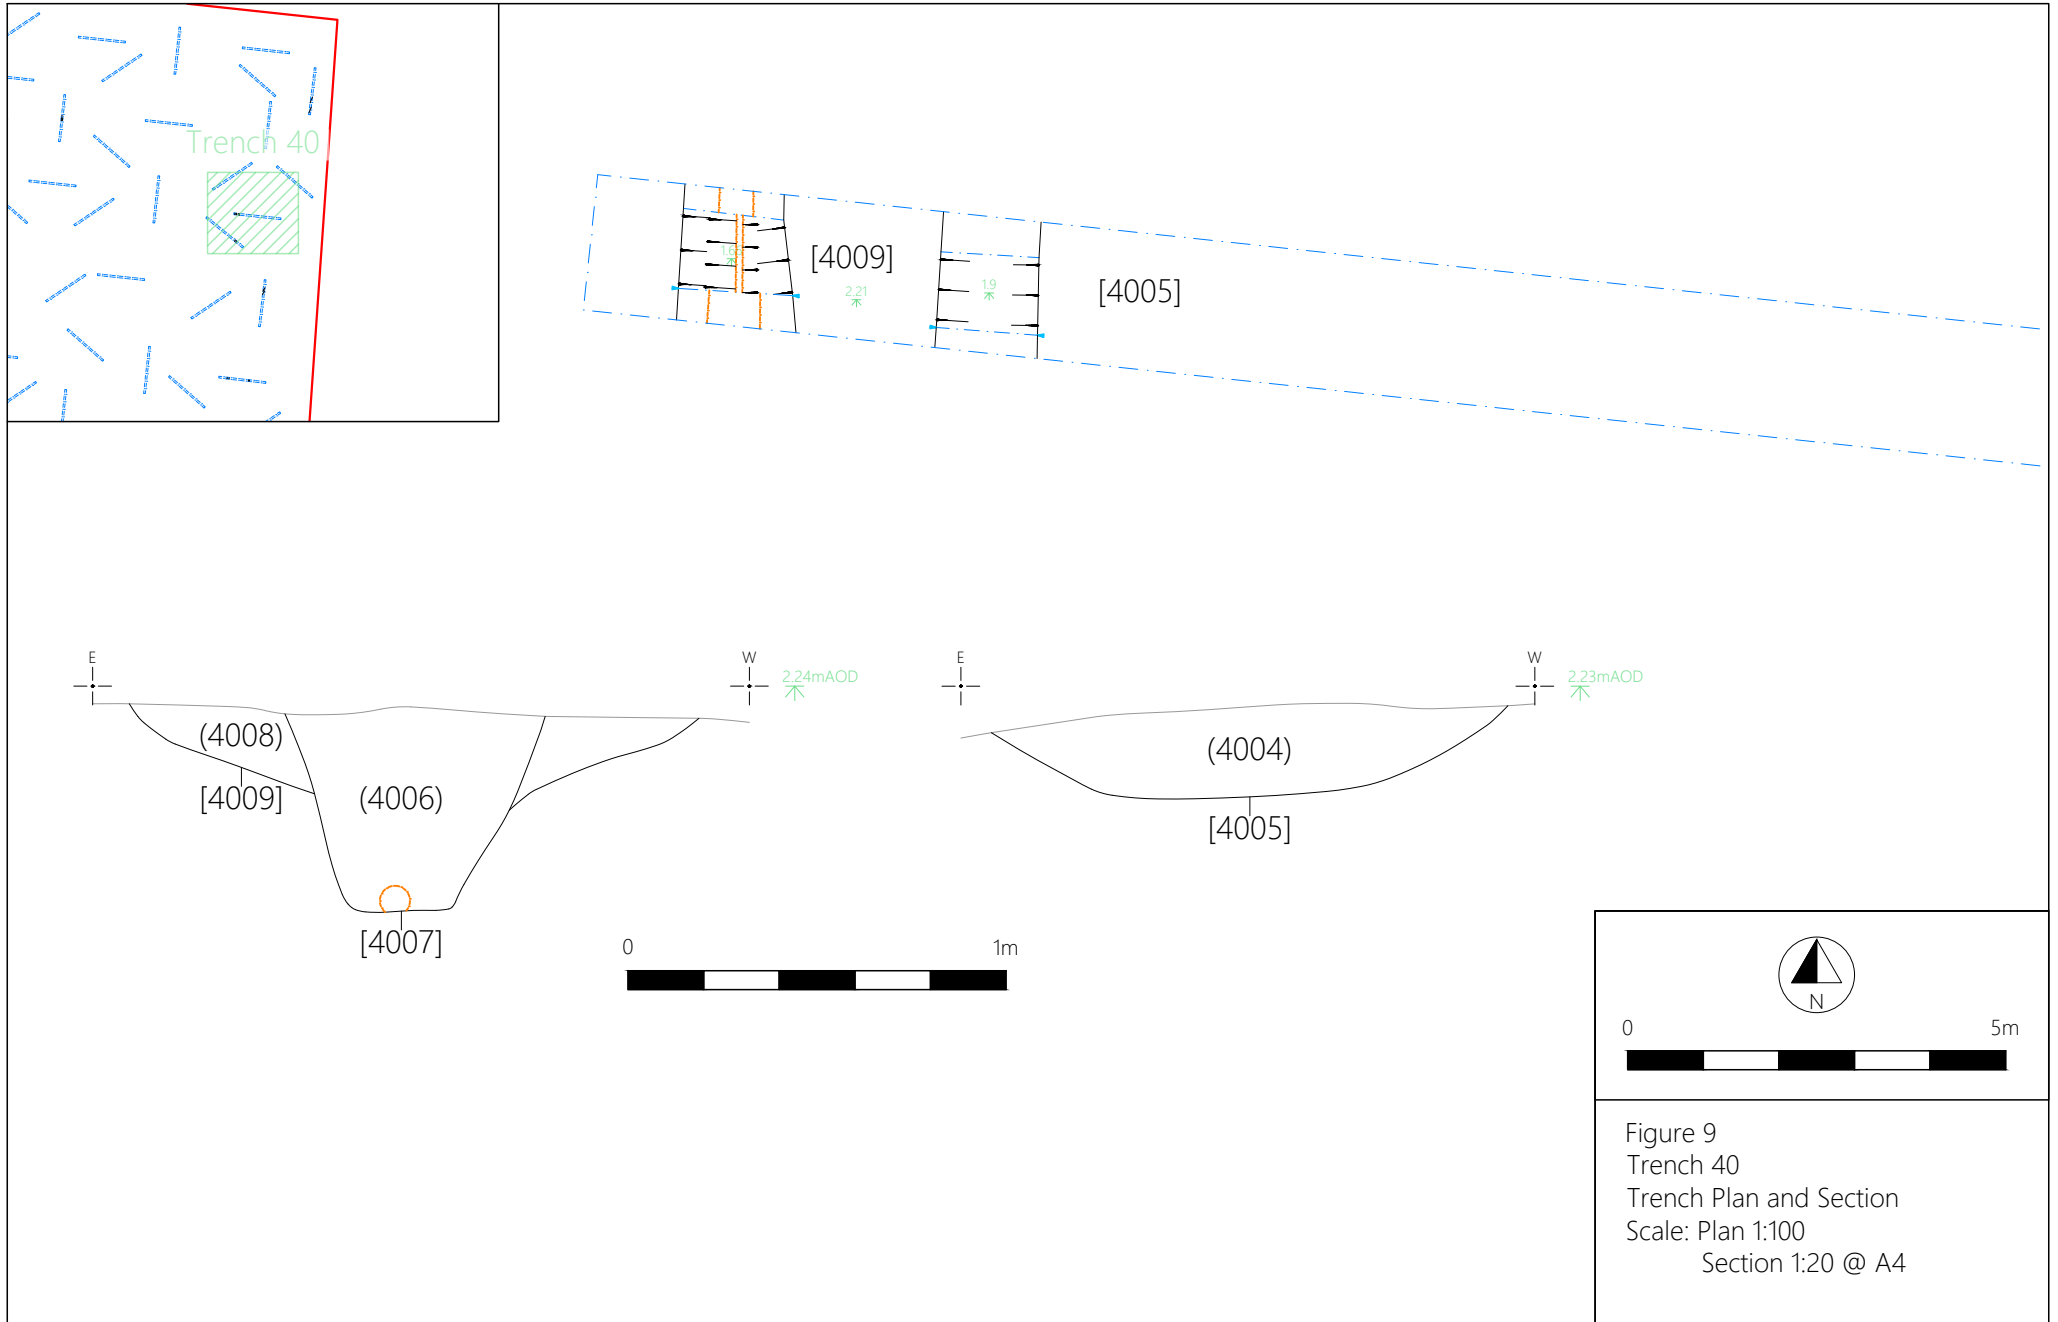 Trench 40
[4009]
2.21
1.9
[4005]
E
W
2.24mAOD
(4008)
[4009]
(4006)
[4007]
E
W
2.23mAOD
(4004)
[4005]
0 1m
N
0 5m
Figure 9
Trench 40
Trench Plan and Section
Scale: Plan 1:100
Section 1:20 @ A4